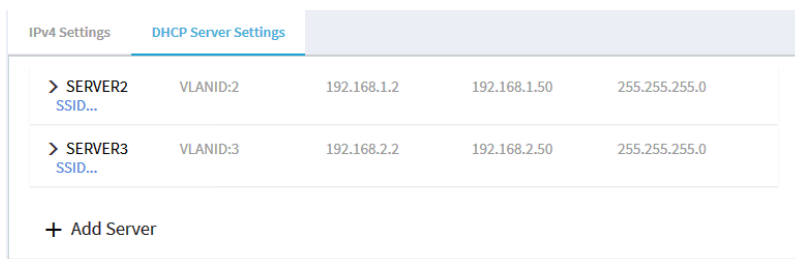 IPv4 Settings DHCP Server Settings
SERVER2 VLANID:2 192.168.1.2 192.168.1.50 255.255.255.0
SSID...
SERVER3 VLANID:3 192.168.2.2 192.168.2.50 255.255.255.0
SSID...
+ Add Server